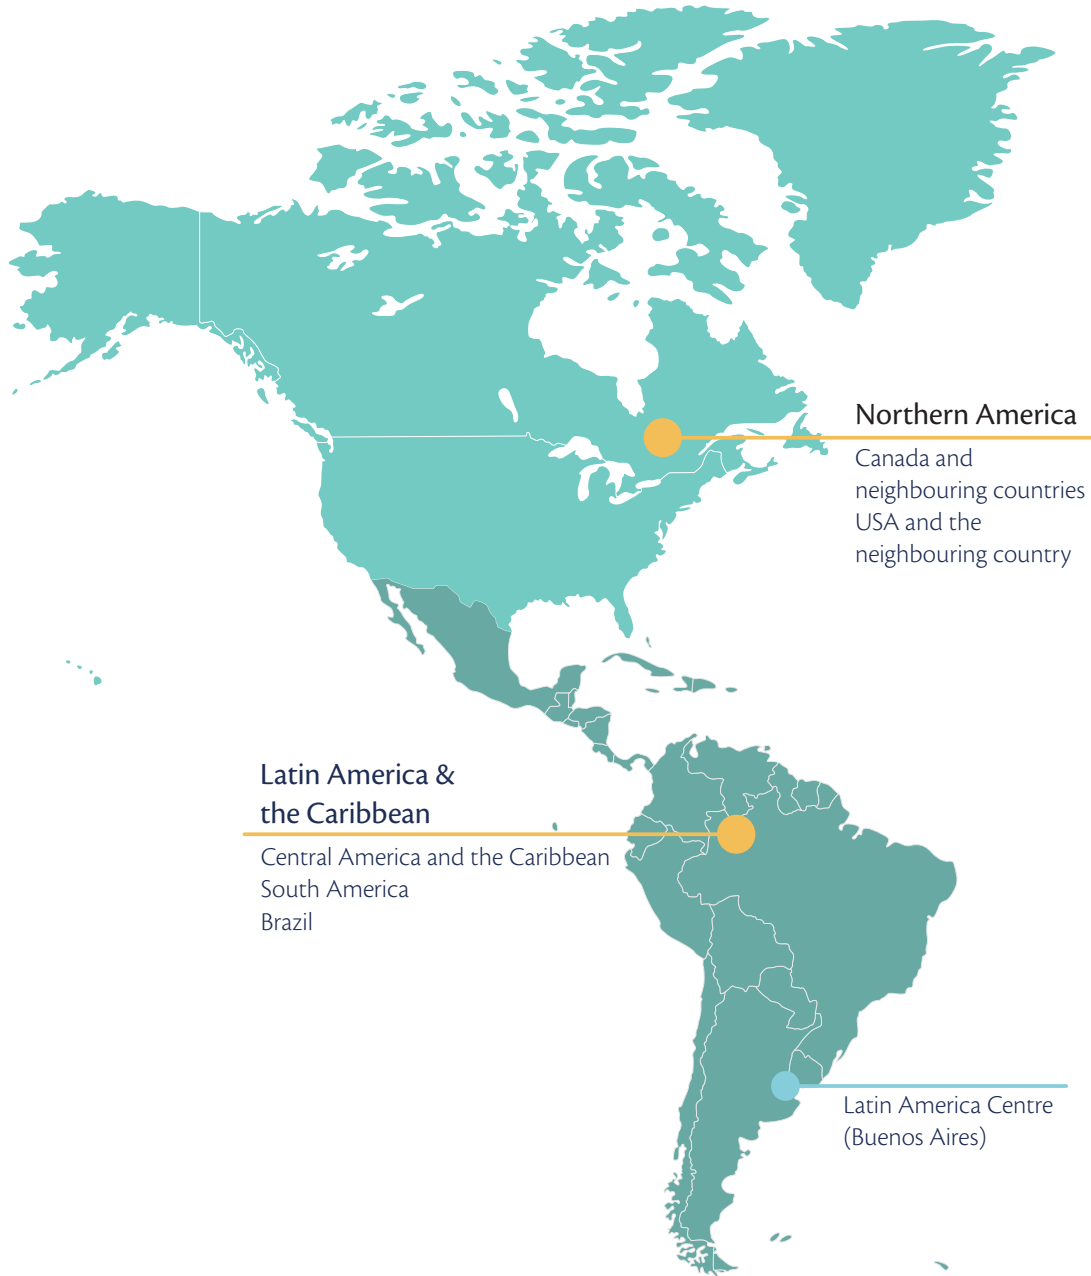 Northern America
Canada and
neighbouring countries
USA and the
neighbouring country
Latin America &
the Caribbean
Central America and the Caribbean
South America
Brazil
Latin America Centre
(Buenos Aires)